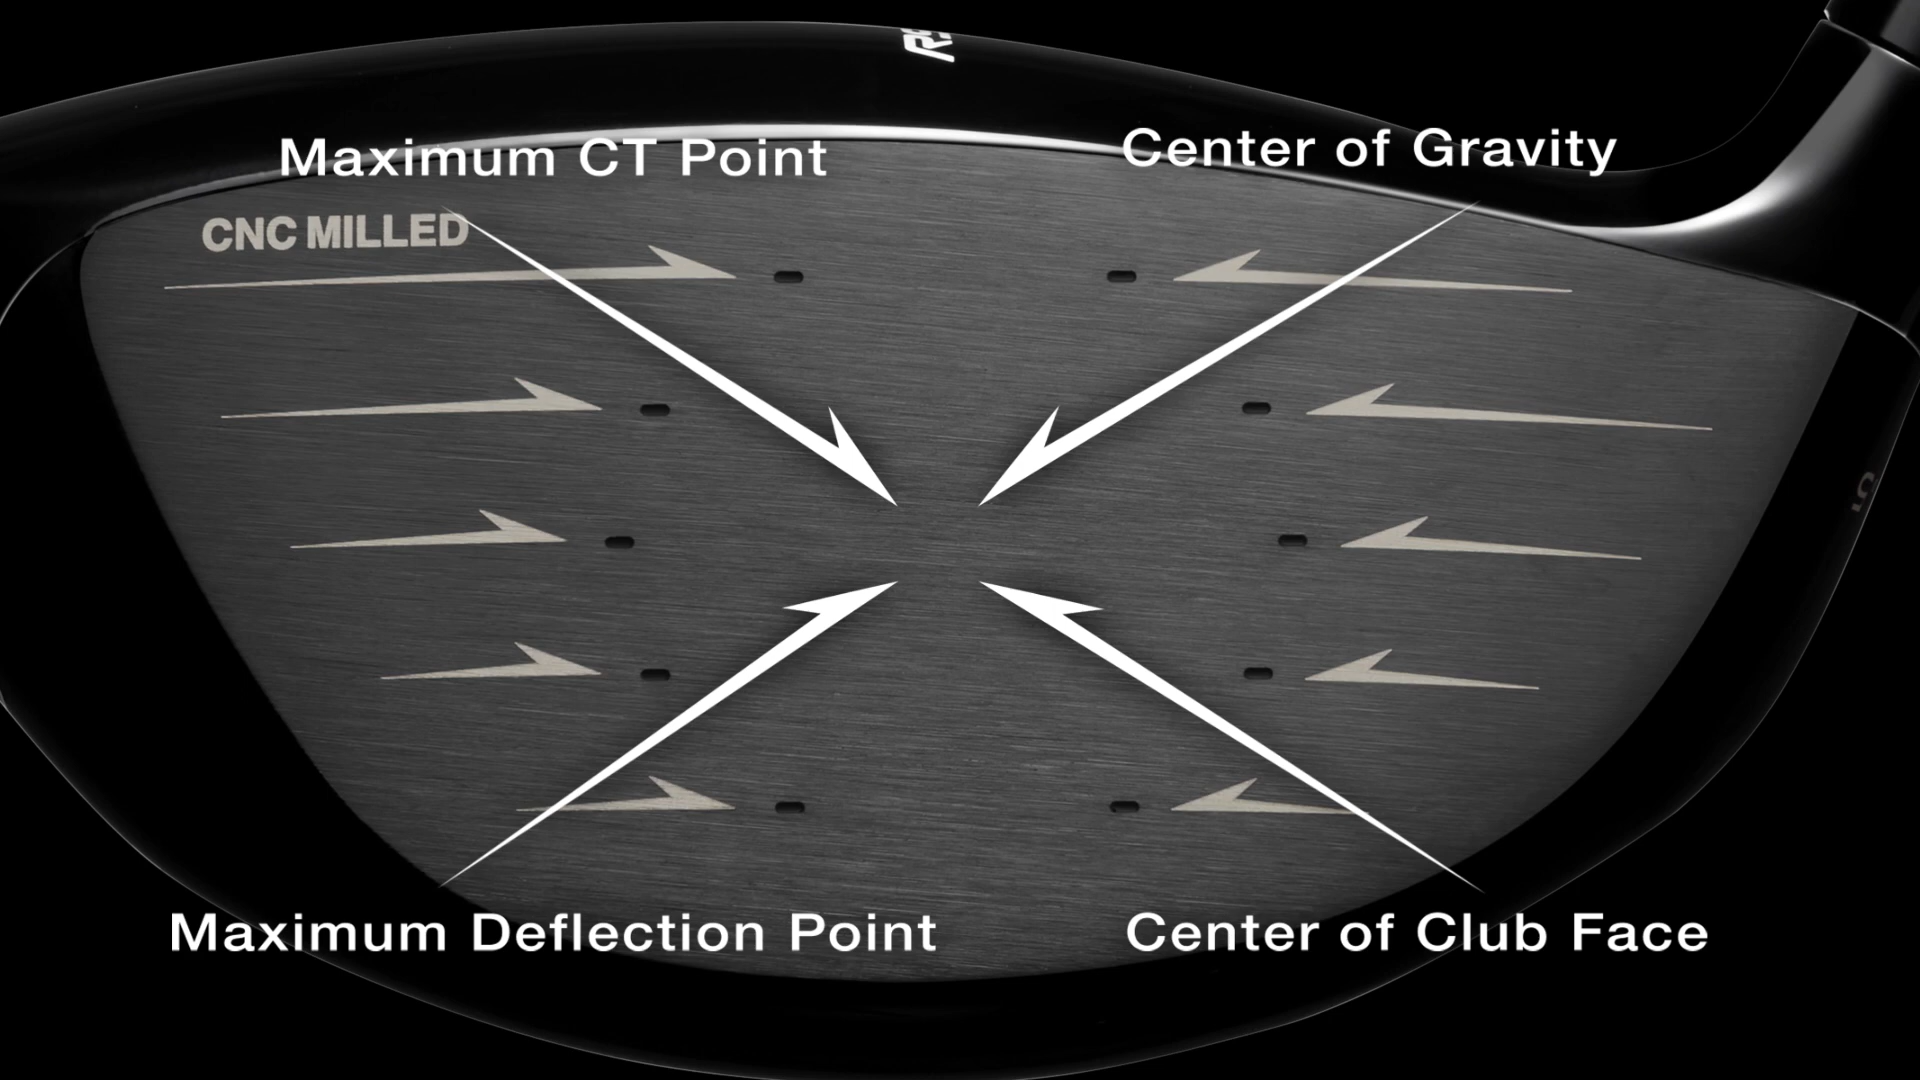 Maximum CT Point
Center of Gravity
CNC MILLED
Maximum Deflection Point
Center of Club Face